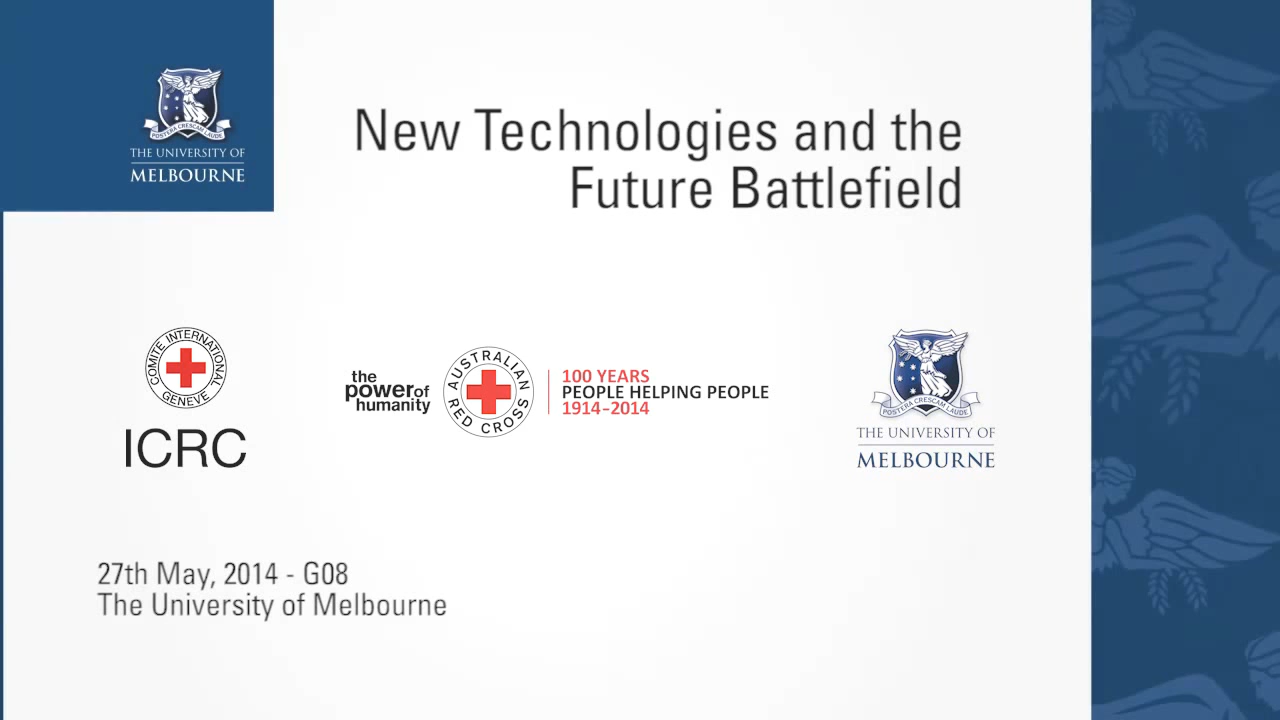 POSTERA CRESCAM LAUDE
THE UNIVERSITY OF
MELBOURNE
New Technologies and the
Future Battlefield
COMITE INTERNATIONAL
GENEVE
ICRC
the
power of
humanity
AUSTRALIAN
RED CROSS
100 YEARS
PEOPLE HELPING PEOPLE
1914-2014
POSTERA CRESCAM LAUDE
THE UNIVERSITY OF
MELBOURNE
27th May, 2014 - G08
The University of Melbourne